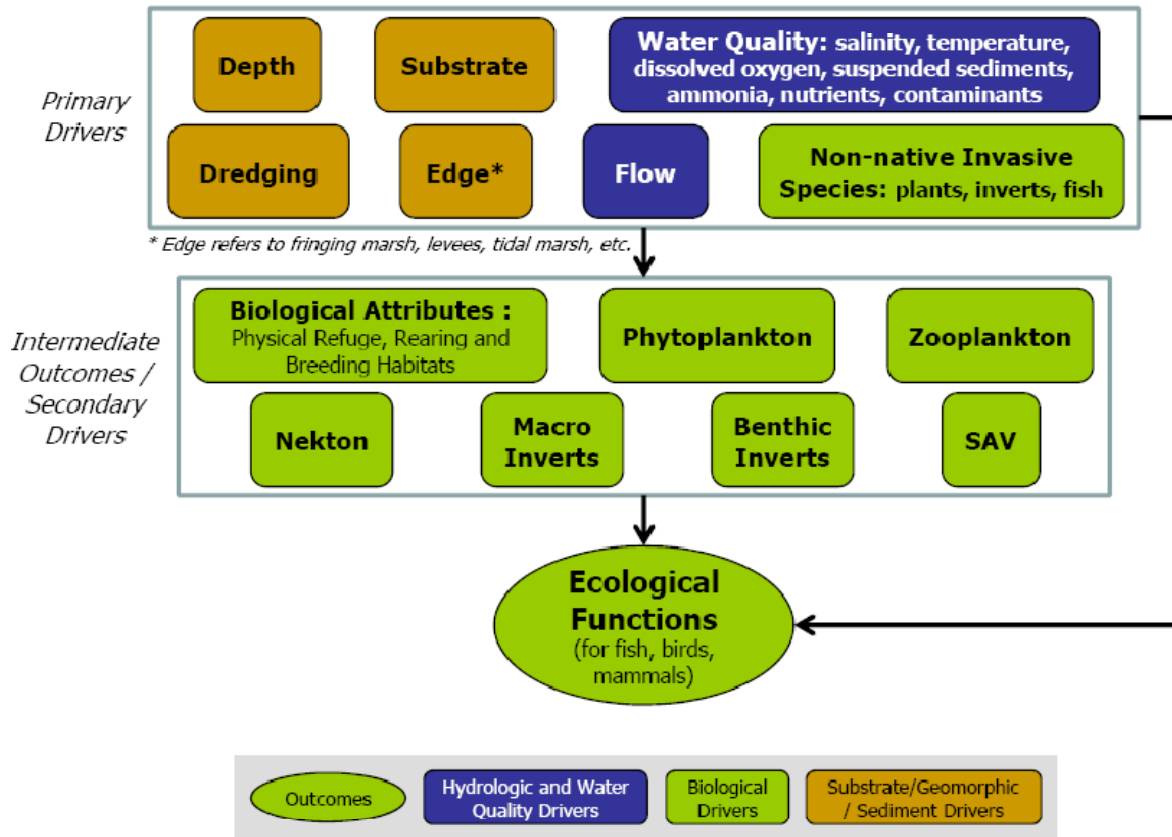 Primary
Drivers
Depth
Substrate
Water Quality: salinity, temperature,
dissolved oxygen, suspended sediments,
ammonia, nutrients, contaminants
Dredging
Edge*
Flow
Non-native Invasive
Species: plants, inverts, fish
* Edge refers to fringing marsh, levees, tidal marsh, etc.
Intermediate
Outcomes /
Secondary
Drivers
Biological Attributes :
Physical Refuge, Rearing and
Breeding Habitats
Phytoplankton
Zooplankton
Nekton
Macro
Inverts
Benthic
Inverts
SAV
Ecological
Functions
(for fish, birds,
mammals)
Outcomes
Hydrologic and Water
Quality Drivers
Biological
Drivers
Substrate/Geomorphic
/ Sediment Drivers